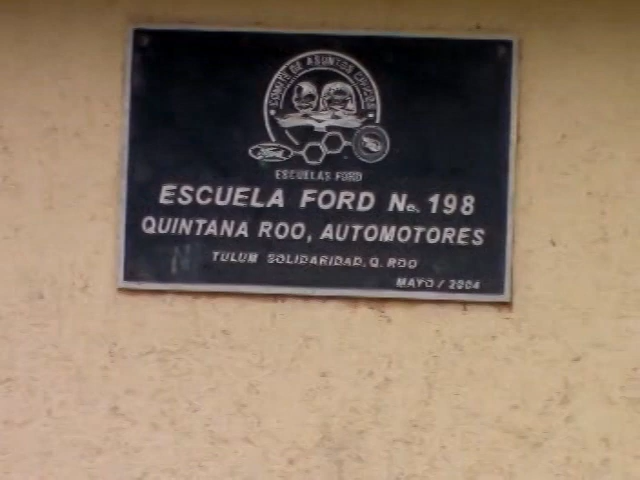 COMITE DE ASUNTOS CIVICOS
Ford
ESCUELAS FORD
ESCUELA FORD No. 198
QUINTANA ROO, AUTOMOTORES
TULUM SOLIDARIDAD, Q. ROO
MAYO / 2004